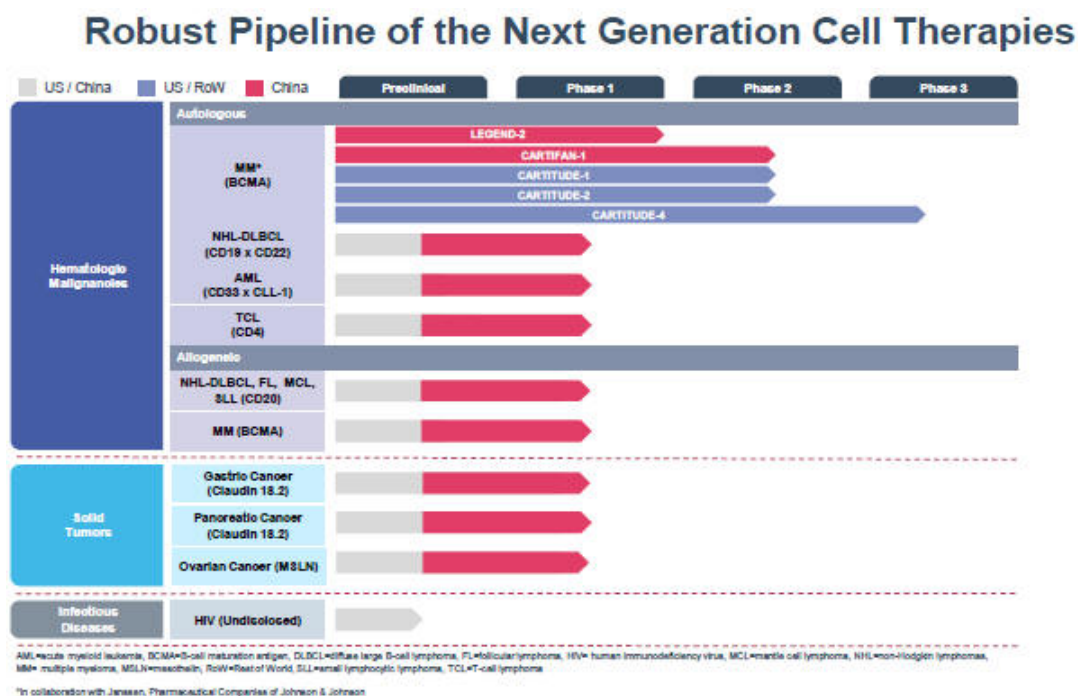 Robust Pipeline of the Next Generation Cell Therapies
US / China
US / RoW
China
Preclinical
Phase 1
Phase 2
Phase 3
Hematologic
Malignancies
Autologous
MM*
(BCMA)
LEGEND-2
CARTIFAN-1
CARTITUDE-1
CARTITUDE-2
CARTITUDE-4
NHL-DLBCL
(CD19 x CD22)
AML
(CD33 x CLL-1)
TCL
(CD4)
Allogeneic
NHL-DLBCL, FL, MCL,
SLL (CD20)
MM (BCMA)
Solid
Tumors
Gastric Cancer
(Claudin 18.2)
Pancreatic Cancer
(Claudin 18.2)
Ovarian Cancer (MSLN)
Infectious
Diseases
HIV (Undisclosed)
AML=acute myeloid leukemia, BCMA=B-cell maturation antigen, DLBCL=diffuse large B-cell lymphoma, FL=follicular lymphoma, HIV= human immunodeficiency virus, MCL=mantle cell lymphoma, NHL=non-Hodgkin lymphomas,
MM= multiple myeloma, MSLN=mesothelin, RoW=Rest of World, SLL=small lymphocytic lymphoma, TCL=T-cell lymphoma
*In collaboration with Janssen, Pharmaceutical Companies of Johnson & Johnson